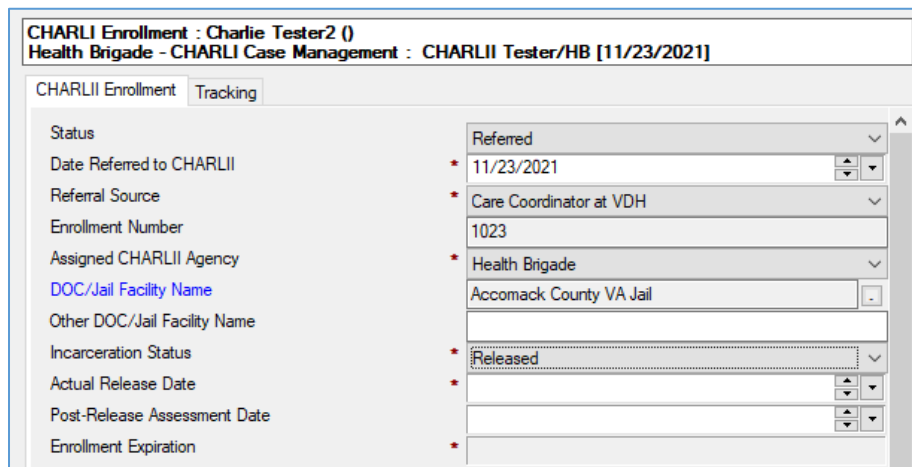 CHARLI Enrollment : Charlie Tester2 ()
Health Brigade - CHARLI Case Management : CHARLII Tester/HB [11/23/2021]
CHARLII Enrollment Tracking
Status Referred
Date Referred to CHARLII * 11/23/2021
Referral Source * Care Coordinator at VDH
Enrollment Number 1023
Assigned CHARLII Agency * Health Brigade
DOC/Jail Facility Name Accomack County VA Jail .
Other DOC/Jail Facility Name
Incarceration Status * Released
Actual Release Date *
Post-Release Assessment Date
Enrollment Expiration *